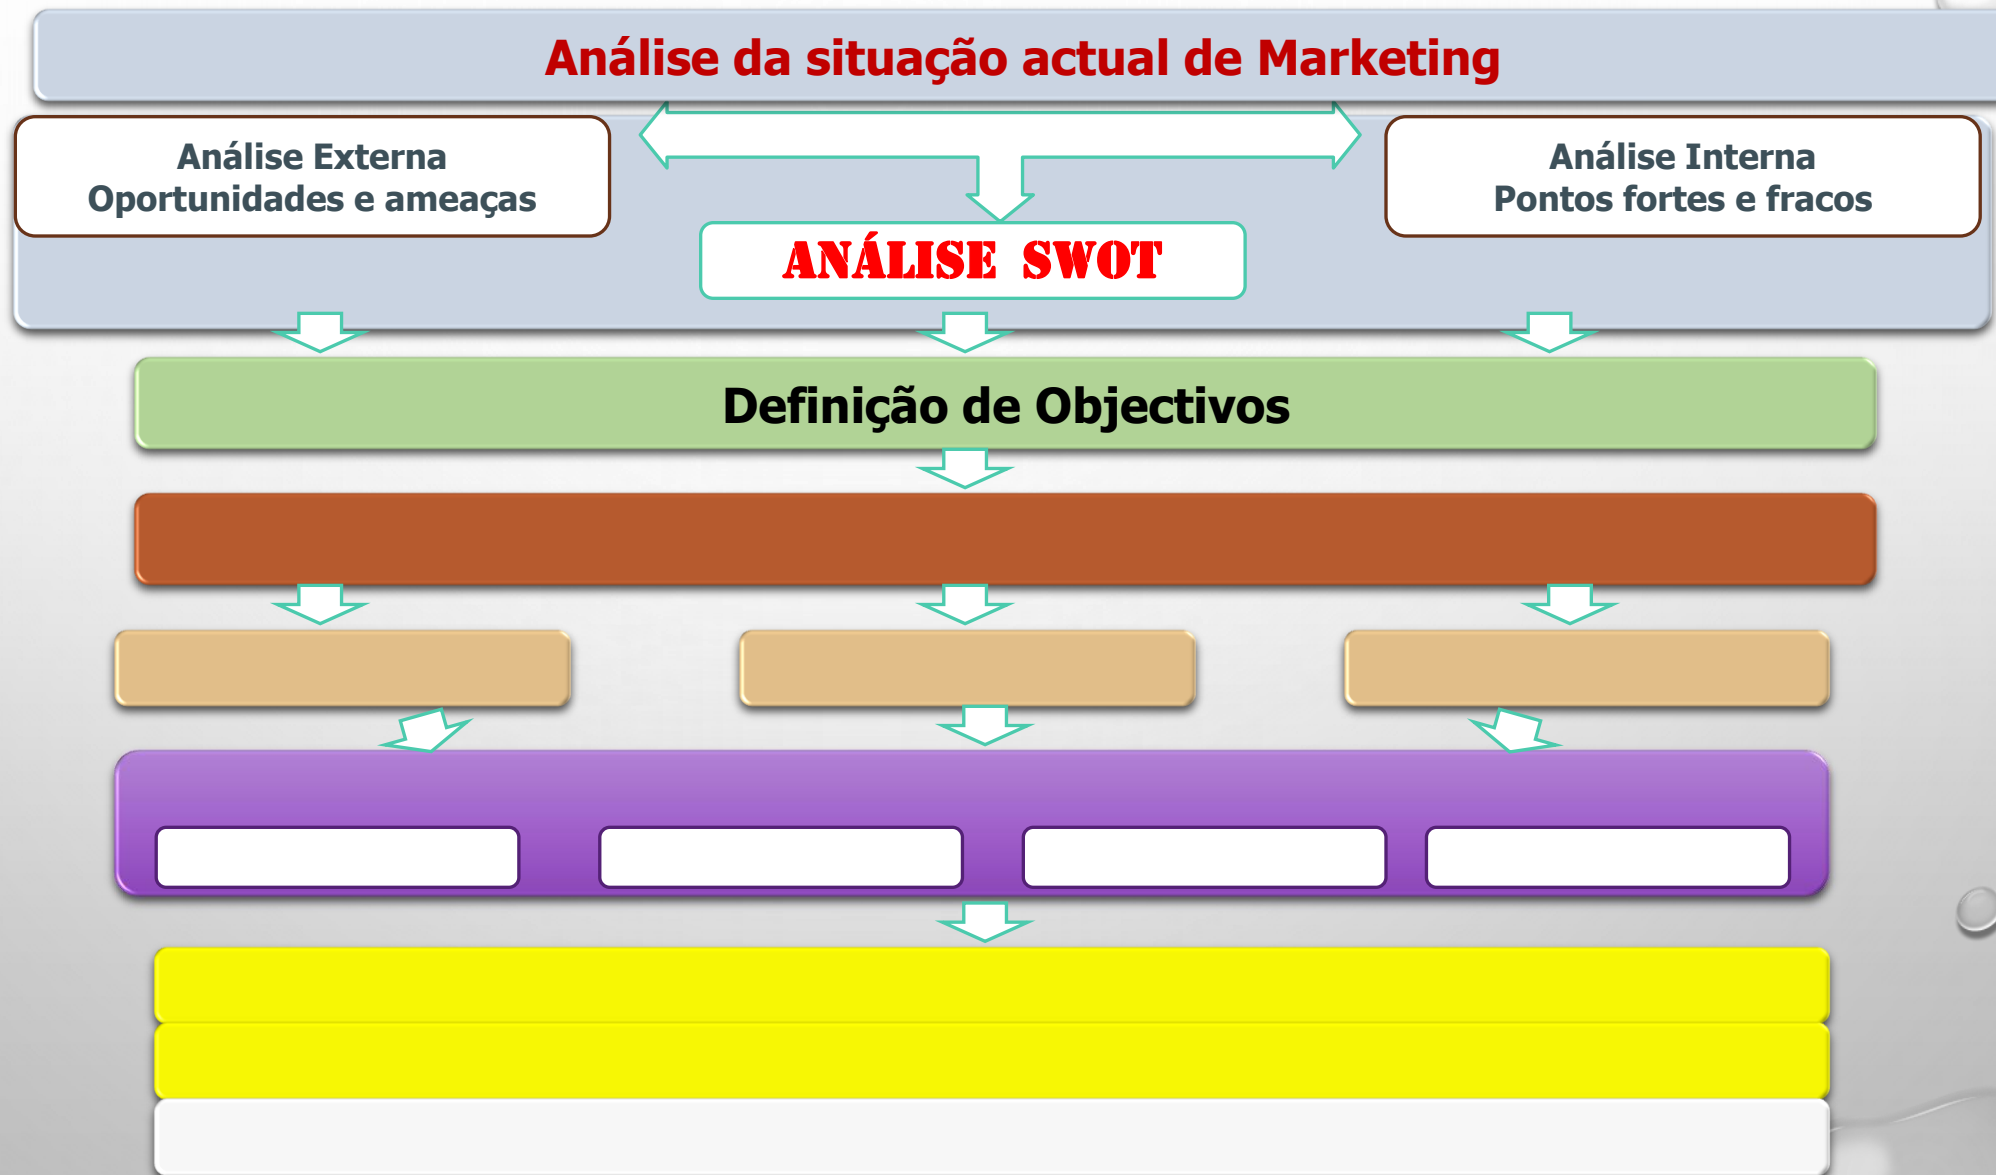 Análise da situação actual de Marketing
Análise Externa
Oportunidades e ameaças
Análise Interna
Pontos fortes e fracos
ANÁLISE SWOT
Definição de Objectivos